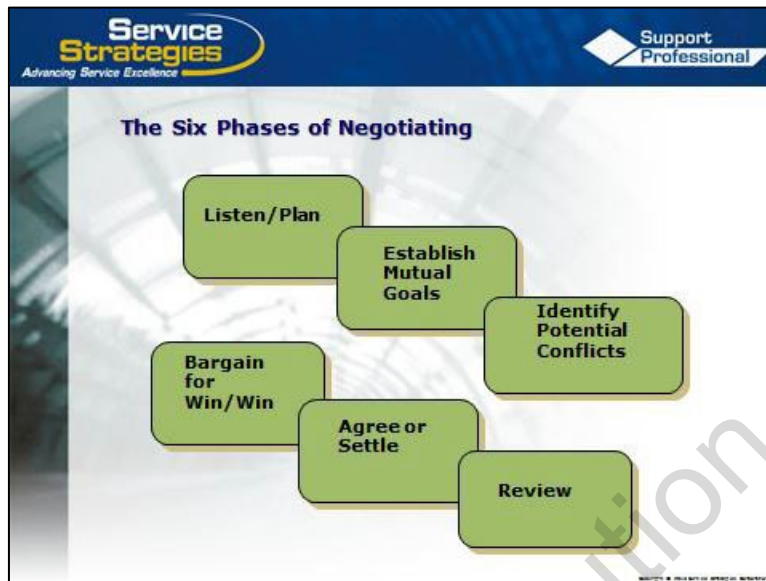 Service
Strategies
Advancing Service Excellence
Support
Professional
The Six Phases of Negotiating
Listen/Plan
Establish
Mutual
Goals
Identify
Potential
Conflicts
Bargain
for
Win/Win
Agree or
Settle
Review
ution